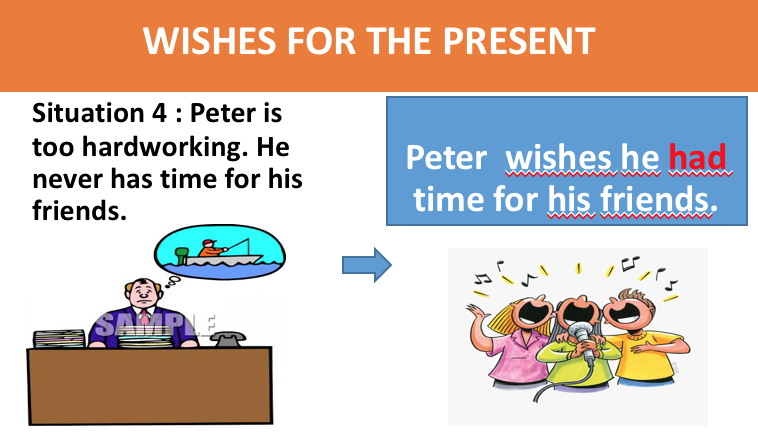 WISHES FOR THE PRESENT
Situation 4 : Peter is
too hardworking. He
never has time for his
friends.
Peter wishes he had
time for his friends.
SAMPLE